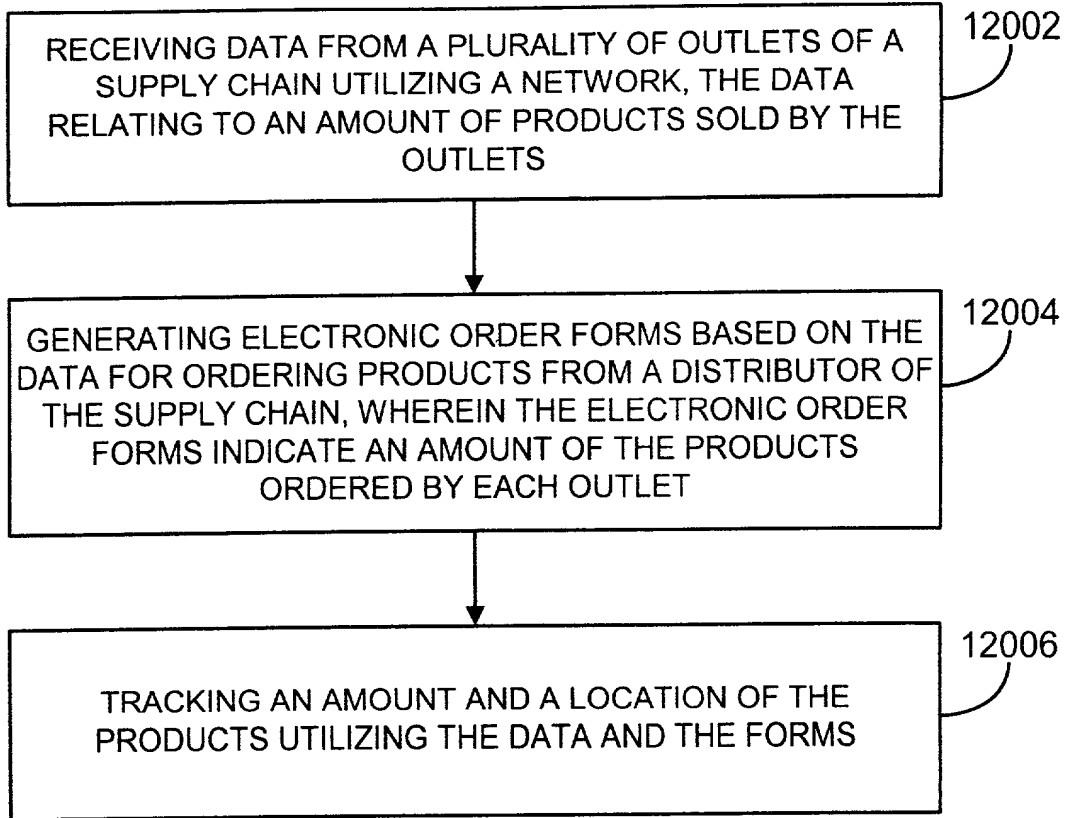 12002
RECEIVING DATA FROM A PLURALITY OF OUTLETS OF A
SUPPLY CHAIN UTILIZING A NETWORK, THE DATA
RELATING TO AN AMOUNT OF PRODUCTS SOLD BY THE
OUTLETS
12004
GENERATING ELECTRONIC ORDER FORMS BASED ON THE
DATA FOR ORDERING PRODUCTS FROM A DISTRIBUTOR OF
THE SUPPLY CHAIN, WHEREIN THE ELECTRONIC ORDER
FORMS INDICATE AN AMOUNT OF THE PRODUCTS
ORDERED BY EACH OUTLET
12006
TRACKING AN AMOUNT AND A LOCATION OF THE
PRODUCTS UTILIZING THE DATA AND THE FORMS